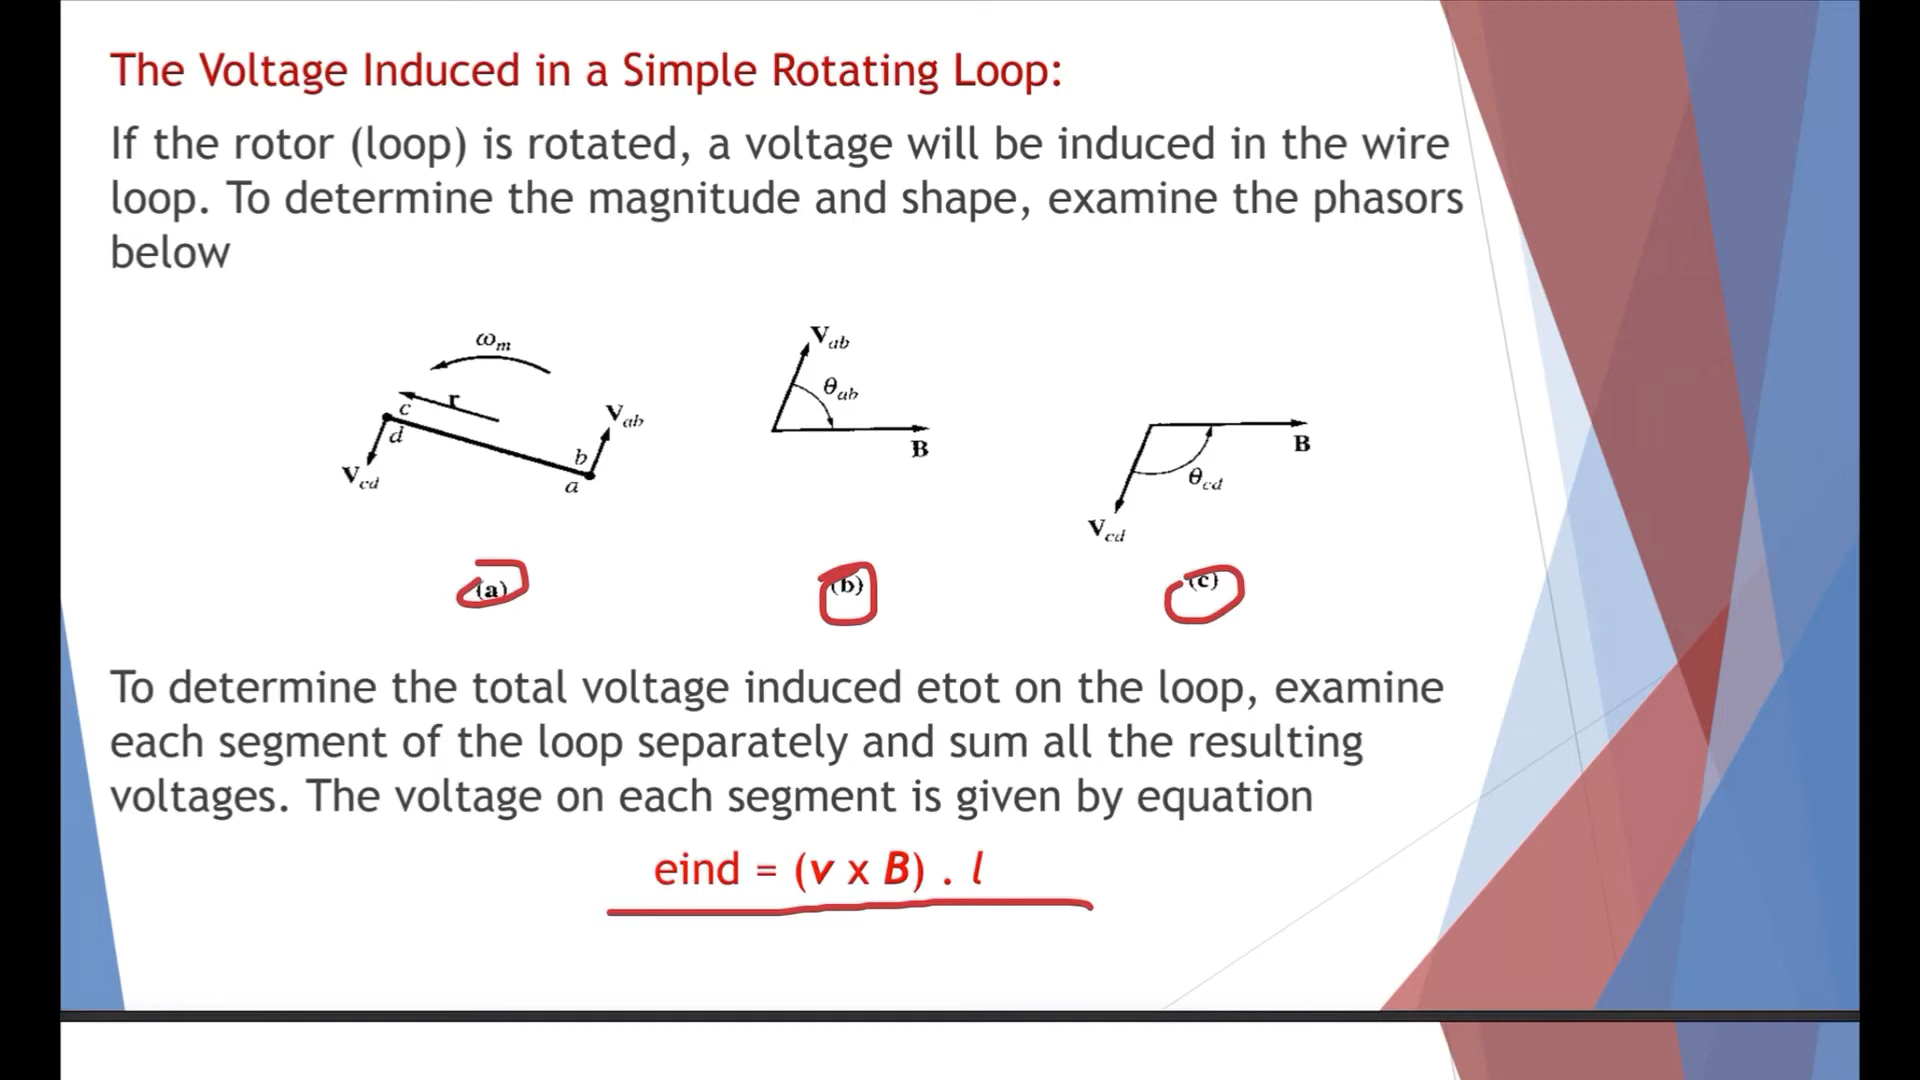 The Voltage Induced in a Simple Rotating Loop:
If the rotor (loop) is rotated, a voltage will be induced in the wire
loop. To determine the magnitude and shape, examine the phasors
below
ωm
r
c
d
Vcd
Vab
b
a
(a)
Vab
θab
B
(b)
B
θcd
Vcd
(c)
To determine the total voltage induced etot on the loop, examine
each segment of the loop separately and sum all the resulting
voltages. The voltage on each segment is given by equation
eind = (v x B) . l